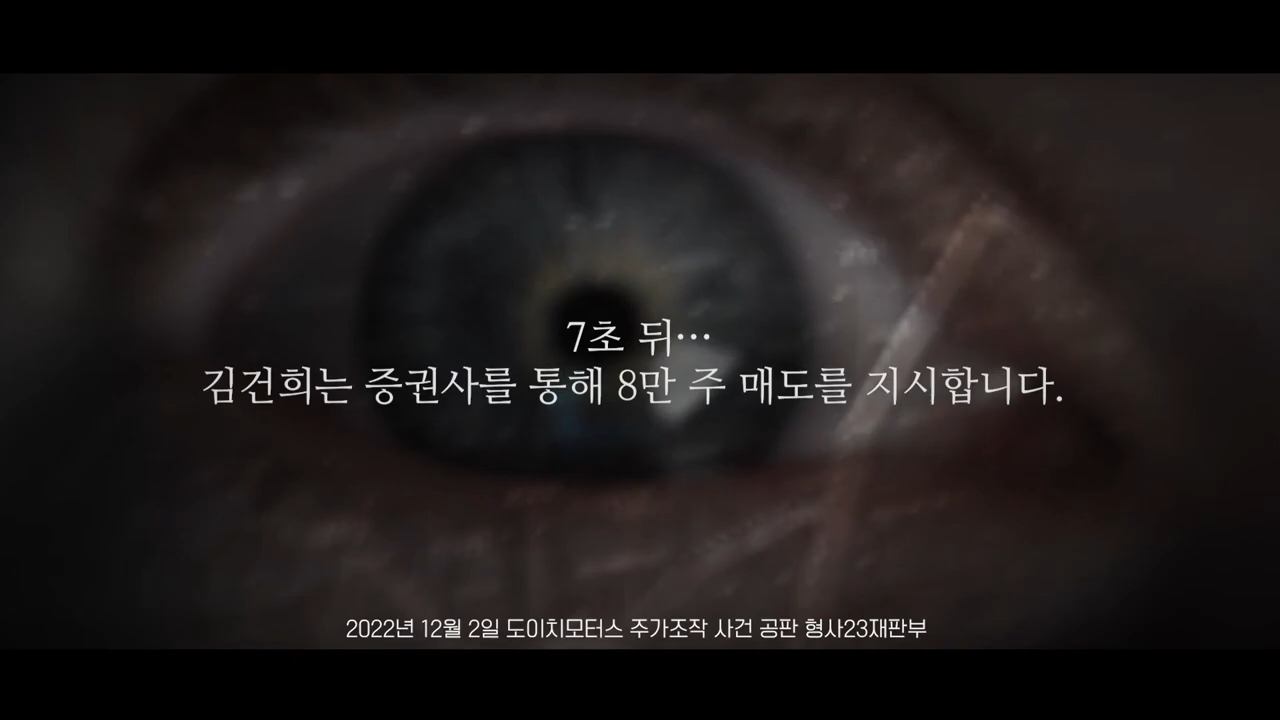 7초 뒤…
김건희는 증권사를 통해 8만 주 매도를 지시합니다.
2022년 12월 2일 도이치모터스 주가조작 사건 공판 형사23재판부